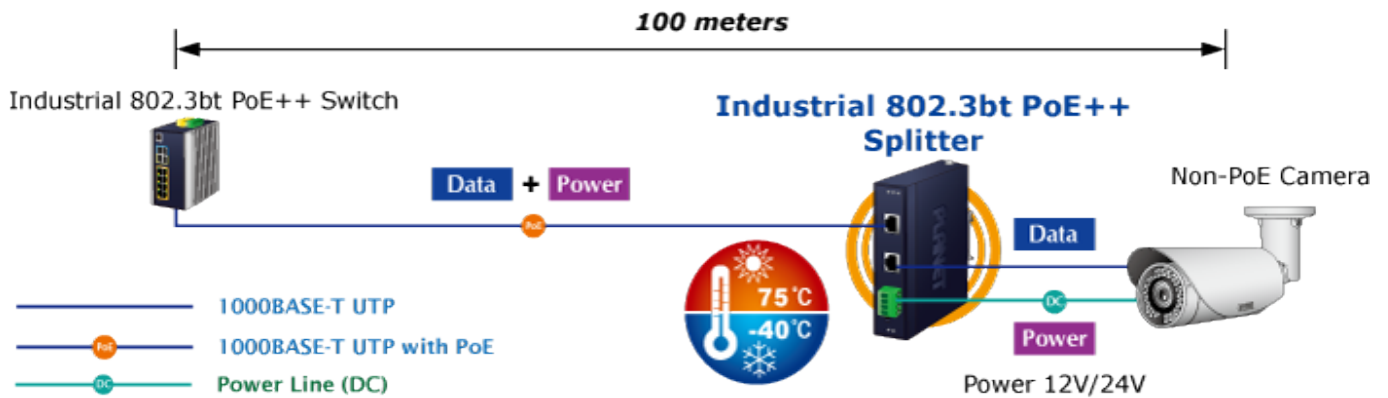 100 meters
Industrial 802.3bt PoE++ Switch
Industrial 802.3bt PoE++
Splitter
Non-PoE Camera
Data + Power
PoE
PLANET
Data
75°C
-40°C
DC
Power
Power 12V/24V
1000BASE-T UTP
PoE
1000BASE-T UTP with PoE
DC
Power Line (DC)